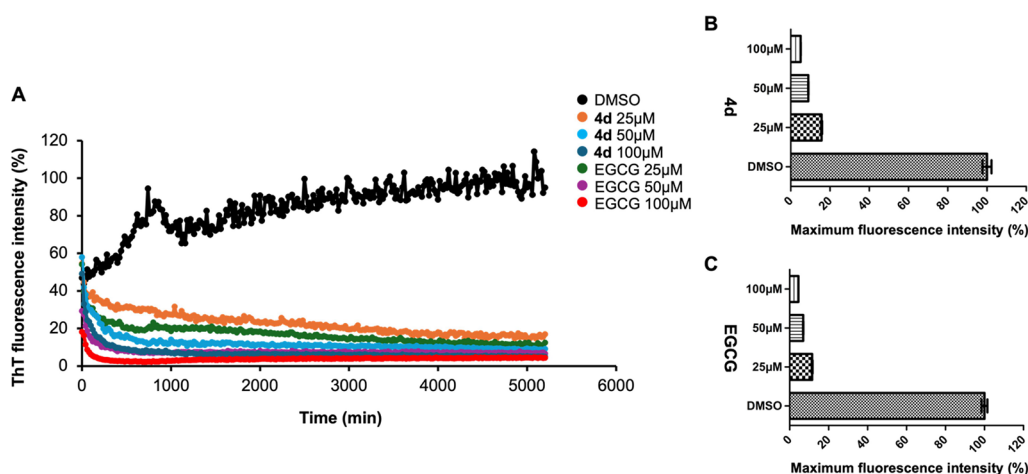 A
ThT fluorescence intensity (%)
120
100
80
60
40
20
0
0 1000 2000 3000 4000 5000 6000
Time (min)
DMSO
4d 25µM
4d 50µM
4d 100µM
EGCG 25µM
EGCG 50µM
EGCG 100µM
B
4d
100µM
50µM
25µM
DMSO
0 20 40 60 80 100 120
Maximum fluorescence intensity (%)
C
EGCG
100µM
50µM
25µM
DMSO
0 20 40 60 80 100 120
Maximum fluorescence intensity (%)